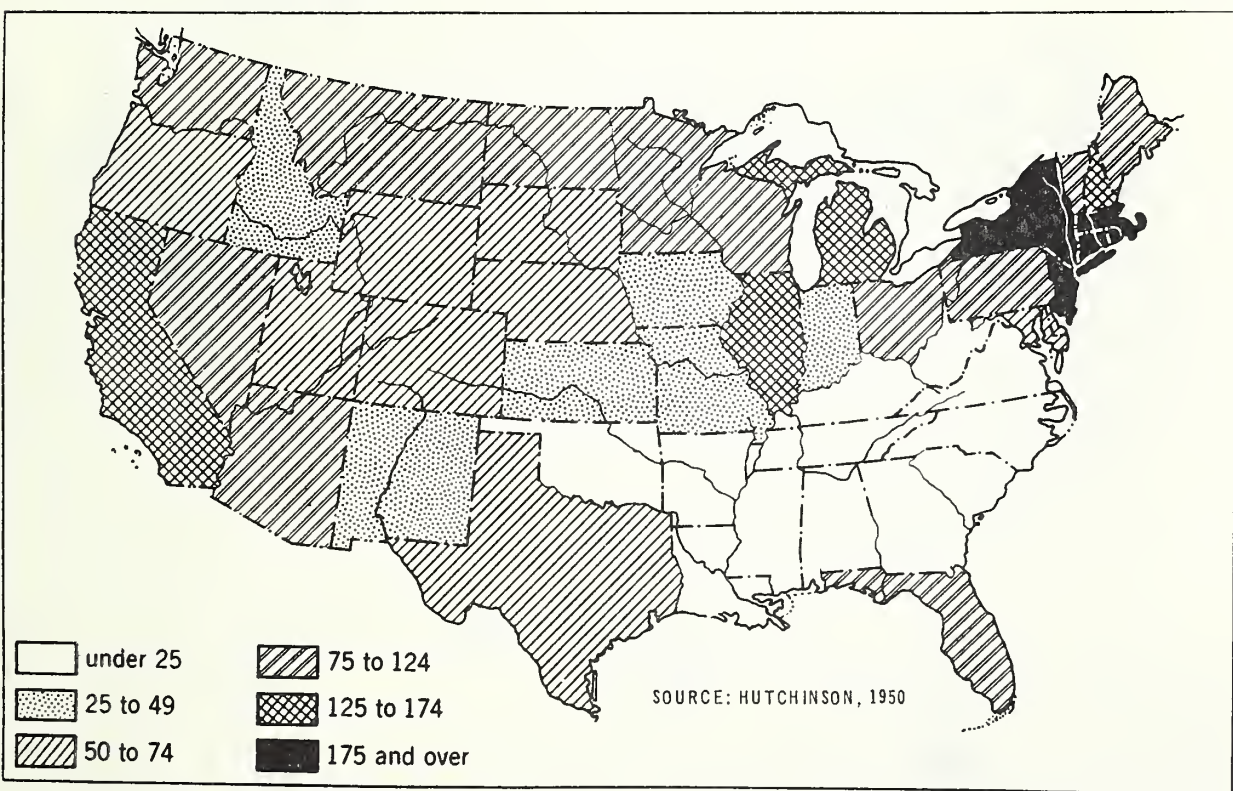 under 25
25 to 49
50 to 74
75 to 124
125 to 174
175 and over
SOURCE: HUTCHINSON, 1950